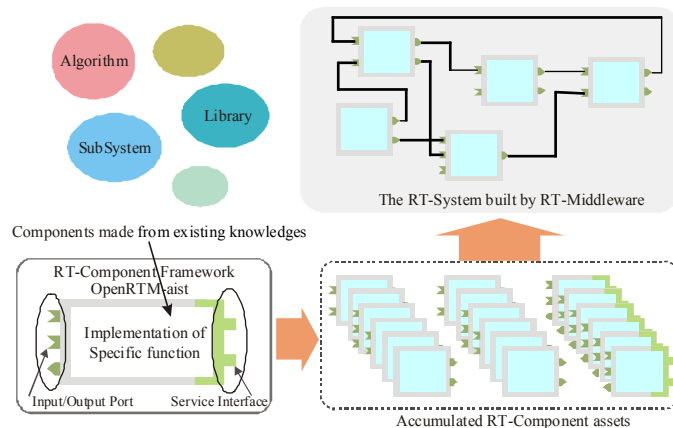 Algorithm
Library
SubSystem
The RT-System built by RT-Middleware
Components made from existing knowledges
RT-Component Framework
OpenRTM-aist
Implementation of
Specific function
Input/Output Port
Service Interface
Accumulated RT-Component assets